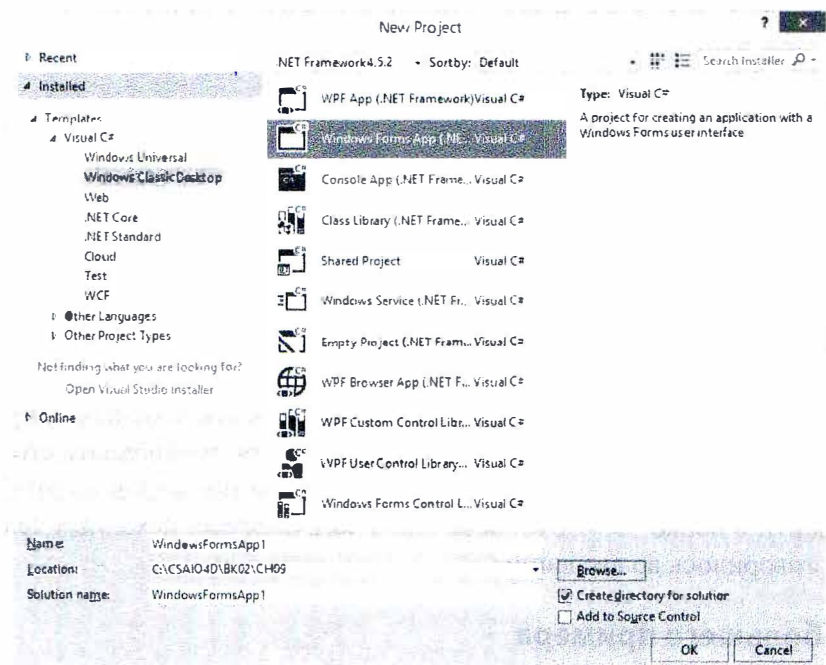 New Project
?
Recent
Installed
Templates
Visual C#
Windows Universal
Windows Classic Desktop
Web
.NET Core
.NET Standard
Cloud
Test
WCF
Other Languages
Other Project Types
Not finding what you are looking for?
Open Visual Studio Installer
Online
.NET Framework 4.5.2 Sort by: Default
WPF App (.NET Framework) Visual C#
Windows Forms App (.NE... Visual C#
Console App (.NET Frame... Visual C#
Class Library (.NET Frame... Visual C#
Shared Project Visual C#
Windows Service (.NET Fr... Visual C#
Empty Project (.NET Fram... Visual C#
WPF Browser App (.NET F... Visual C#
WPF Custom Control Libr... Visual C#
WPF User Control Library... Visual C#
Windows Forms Control L... Visual C#
Search Installed
Type: Visual C#
A project for creating an application with a
Windows Forms user interface
Name: WindowsFormsApp1
Location: C:\CSAIO4D\BK02\CH09
Solution name: WindowsFormsApp1
Browse...
Create directory for solution
Add to Source Control
OK Cancel